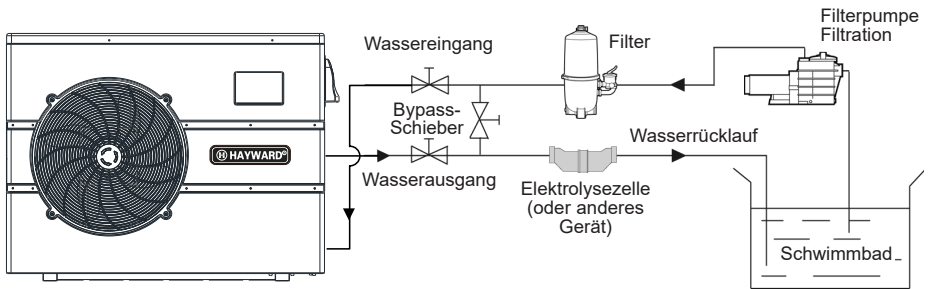 Filterpumpe
Filtration
Wassereingang
Filter
Bypass-
Schieber
Wasserrücklauf
HAYWARD®
Wasserausgang
Elektrolysezelle
(oder anderes
Gerät)
Schwimmbad